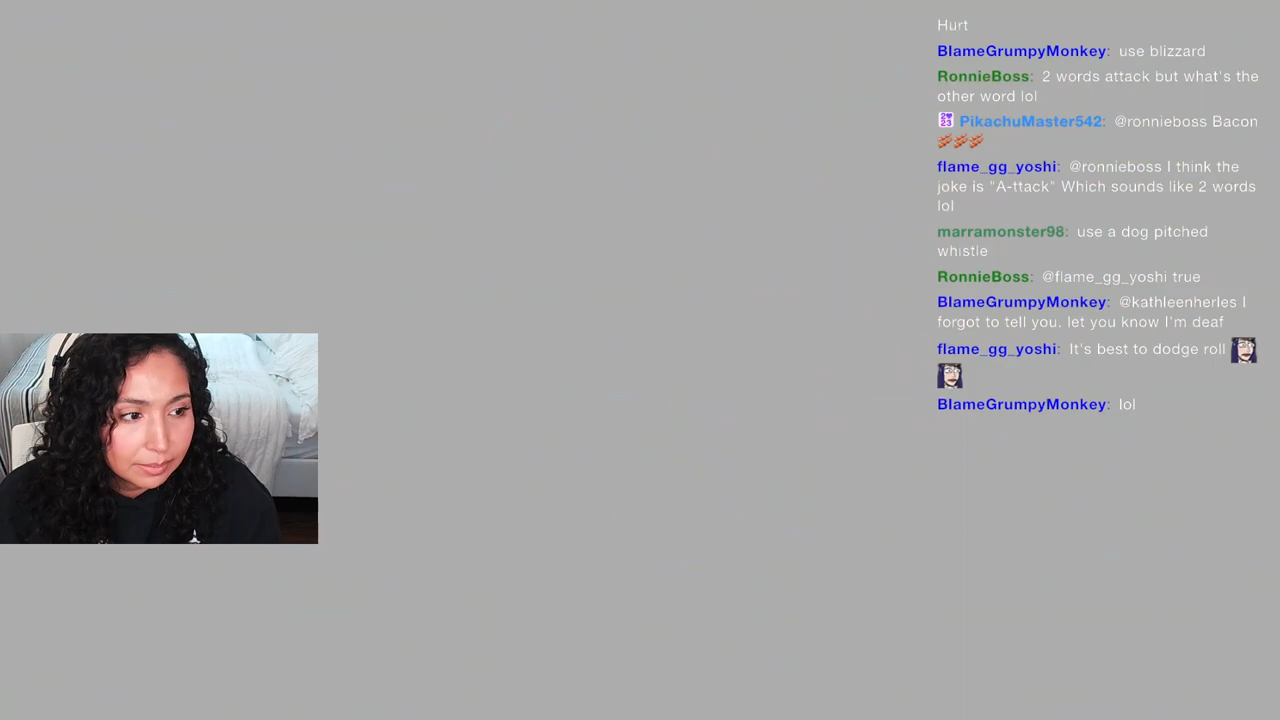 Hurt
BlameGrumpyMonkey: use blizzard
RonnieBoss: 2 words attack but what's the
other word lol
PikachuMaster542: @ronnieboss Bacon
flame_gg_yoshi: @ronnieboss I think the
joke is "A-ttack" Which sounds like 2 words
lol
marramonster98: use a dog pitched
whistle
RonnieBoss: @flame_gg_yoshi true
BlameGrumpyMonkey: @kathleenherles I
forgot to tell you. let you know I'm deaf
flame_gg_yoshi: It's best to dodge roll
BlameGrumpyMonkey: lol